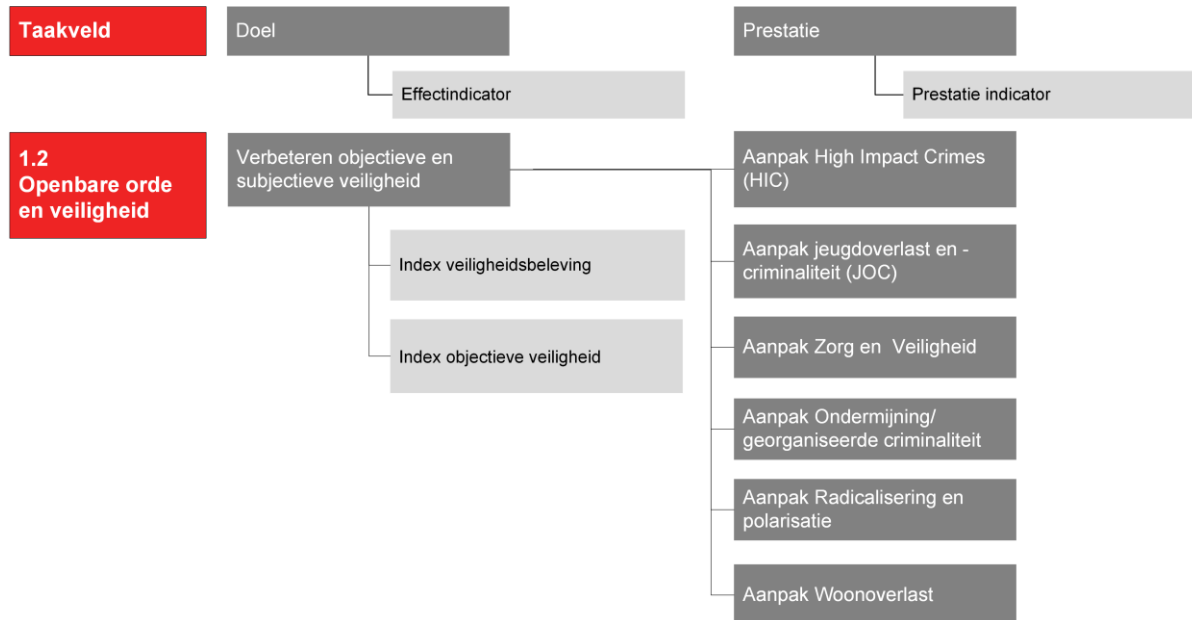 Taakveld
Doel
Prestatie
Effectindicator
Prestatie indicator
1.2
Openbare orde
en veiligheid
Verbeteren objectieve en
subjectieve veiligheid
Index veiligheidsbeleving
Index objectieve veiligheid
Aanpak High Impact Crimes
(HIC)
Aanpak jeugdoverlast en -
criminaliteit (JOC)
Aanpak Zorg en  Veiligheid
Aanpak Ondermijning/
georganiseerde criminaliteit
Aanpak Radicalisering en
polarisatie
Aanpak Woonoverlast